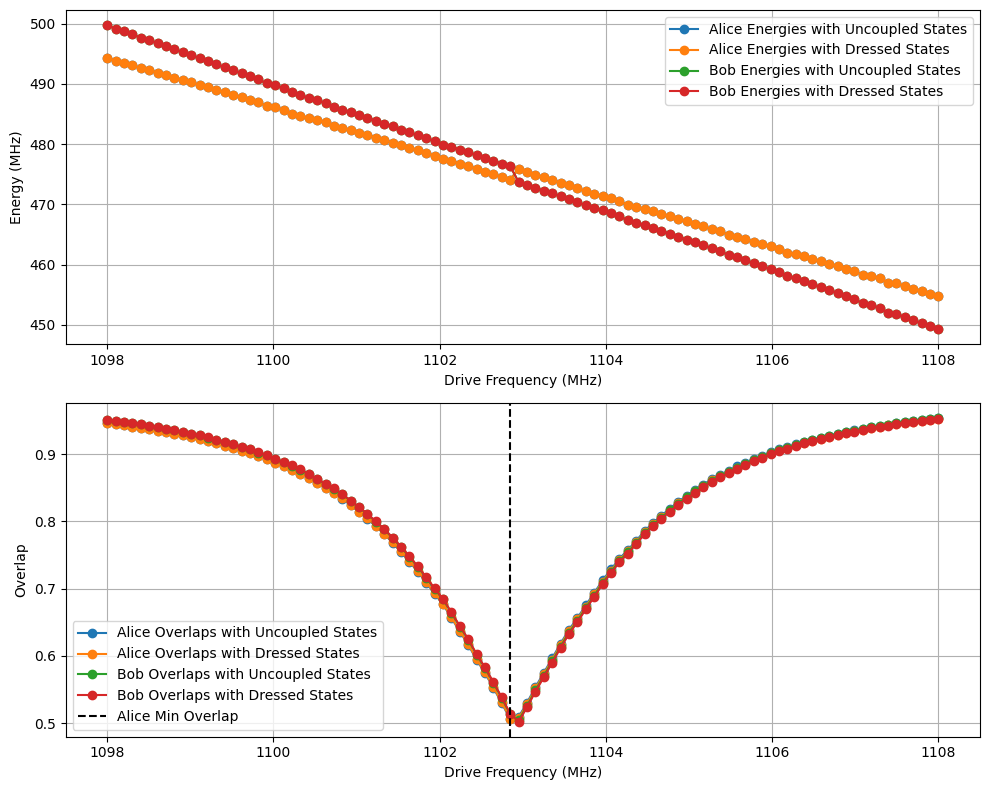 500
490
480
470
460
450
Energy (MHz)
Alice Energies with Uncoupled States
Alice Energies with Dressed States
Bob Energies with Uncoupled States
Bob Energies with Dressed States
1098 1100 1102 1104 1106 1108
Drive Frequency (MHz)
0.9
0.8
0.7
0.6
0.5
Overlap
Alice Overlaps with Uncoupled States
Alice Overlaps with Dressed States
Bob Overlaps with Uncoupled States
Bob Overlaps with Dressed States
Alice Min Overlap
1098 1100 1102 1104 1106 1108
Drive Frequency (MHz)